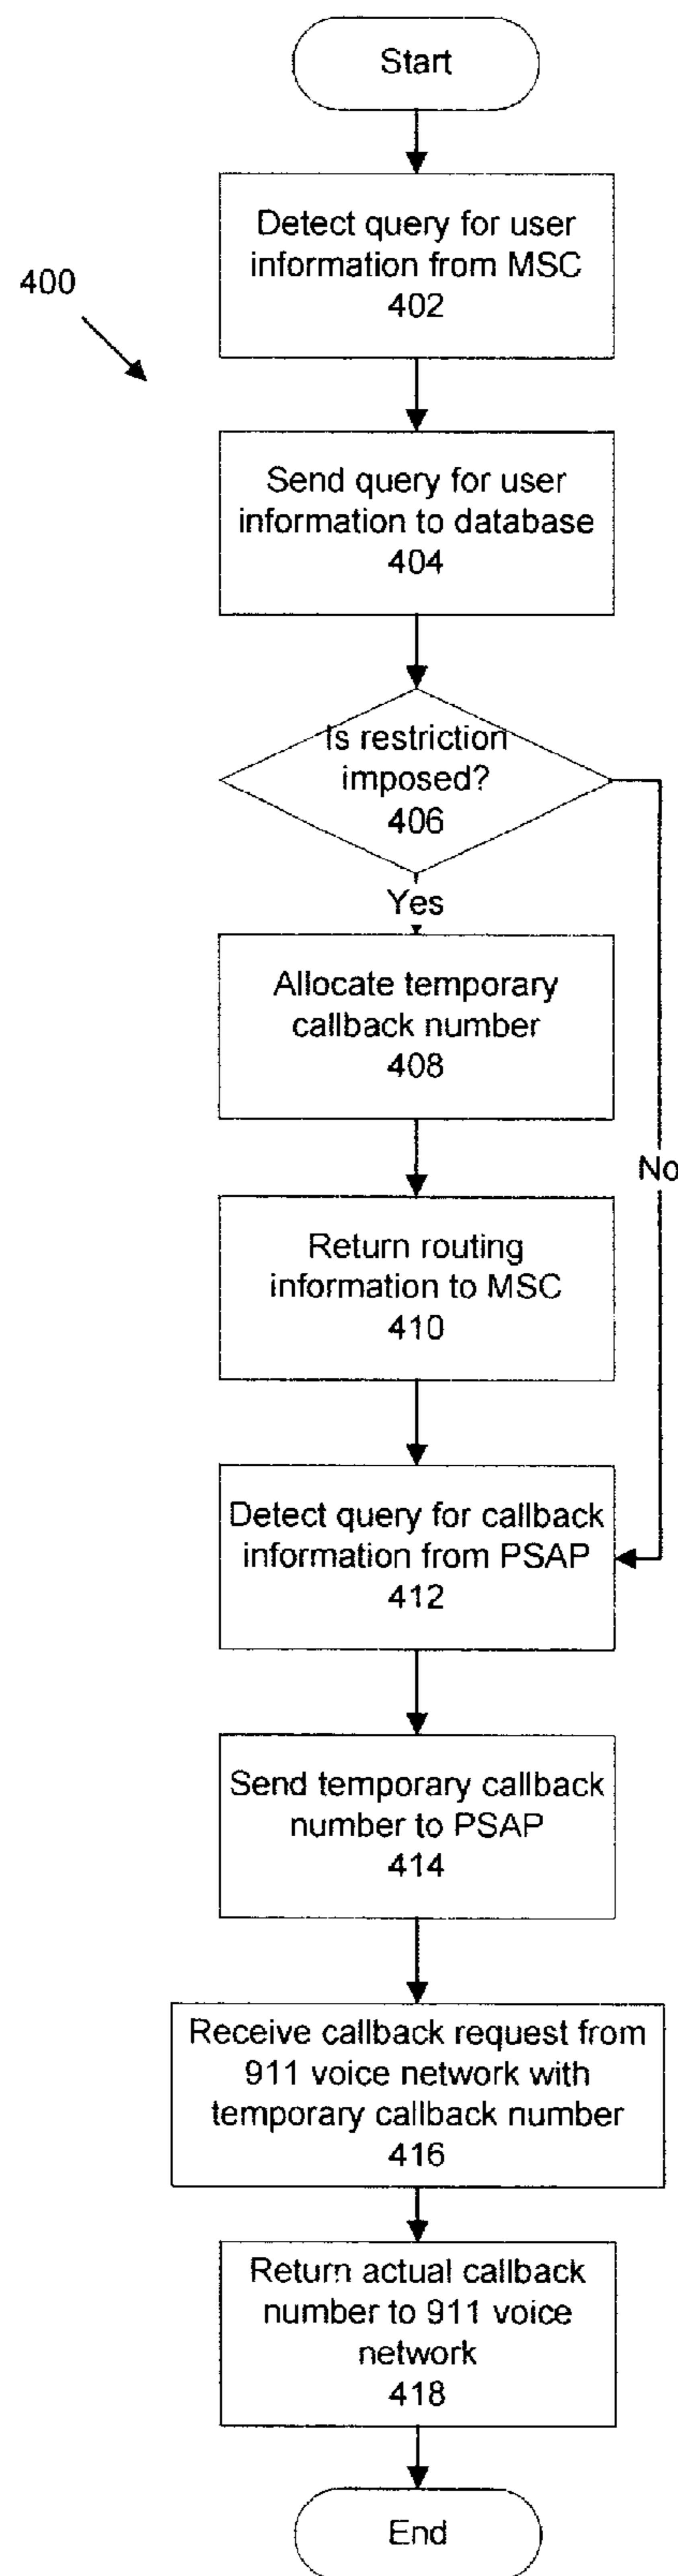 Start
Detect query for user
information from MSC
402
400
Send query for user
information to database
404
Is restriction
imposed?
406
Yes
Allocate temporary
callback number
408
No
Return routing
information to MSC
410
Detect query for callback
information from PSAP
412
Send temporary callback
number to PSAP
414
Receive callback request from
911 voice network with
temporary callback number
416
Return actual callback
number to 911 voice
network
418
End